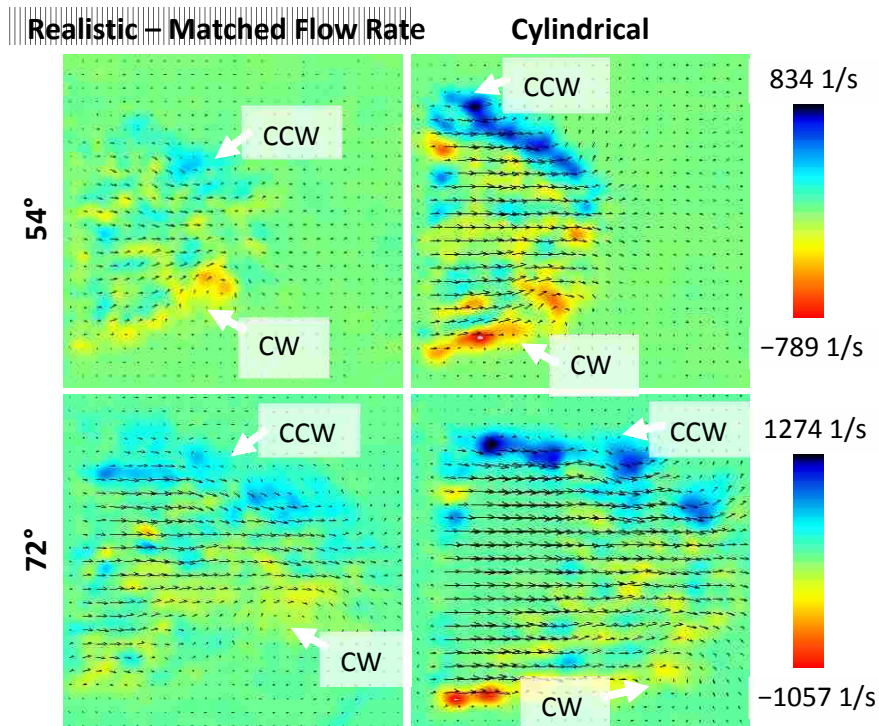 Realistic – Matched Flow Rate
Cylindrical
54°
CCW
CW
CCW
CW
834 1/s
−789 1/s
72°
CCW
CW
CCW
CW
1274 1/s
−1057 1/s